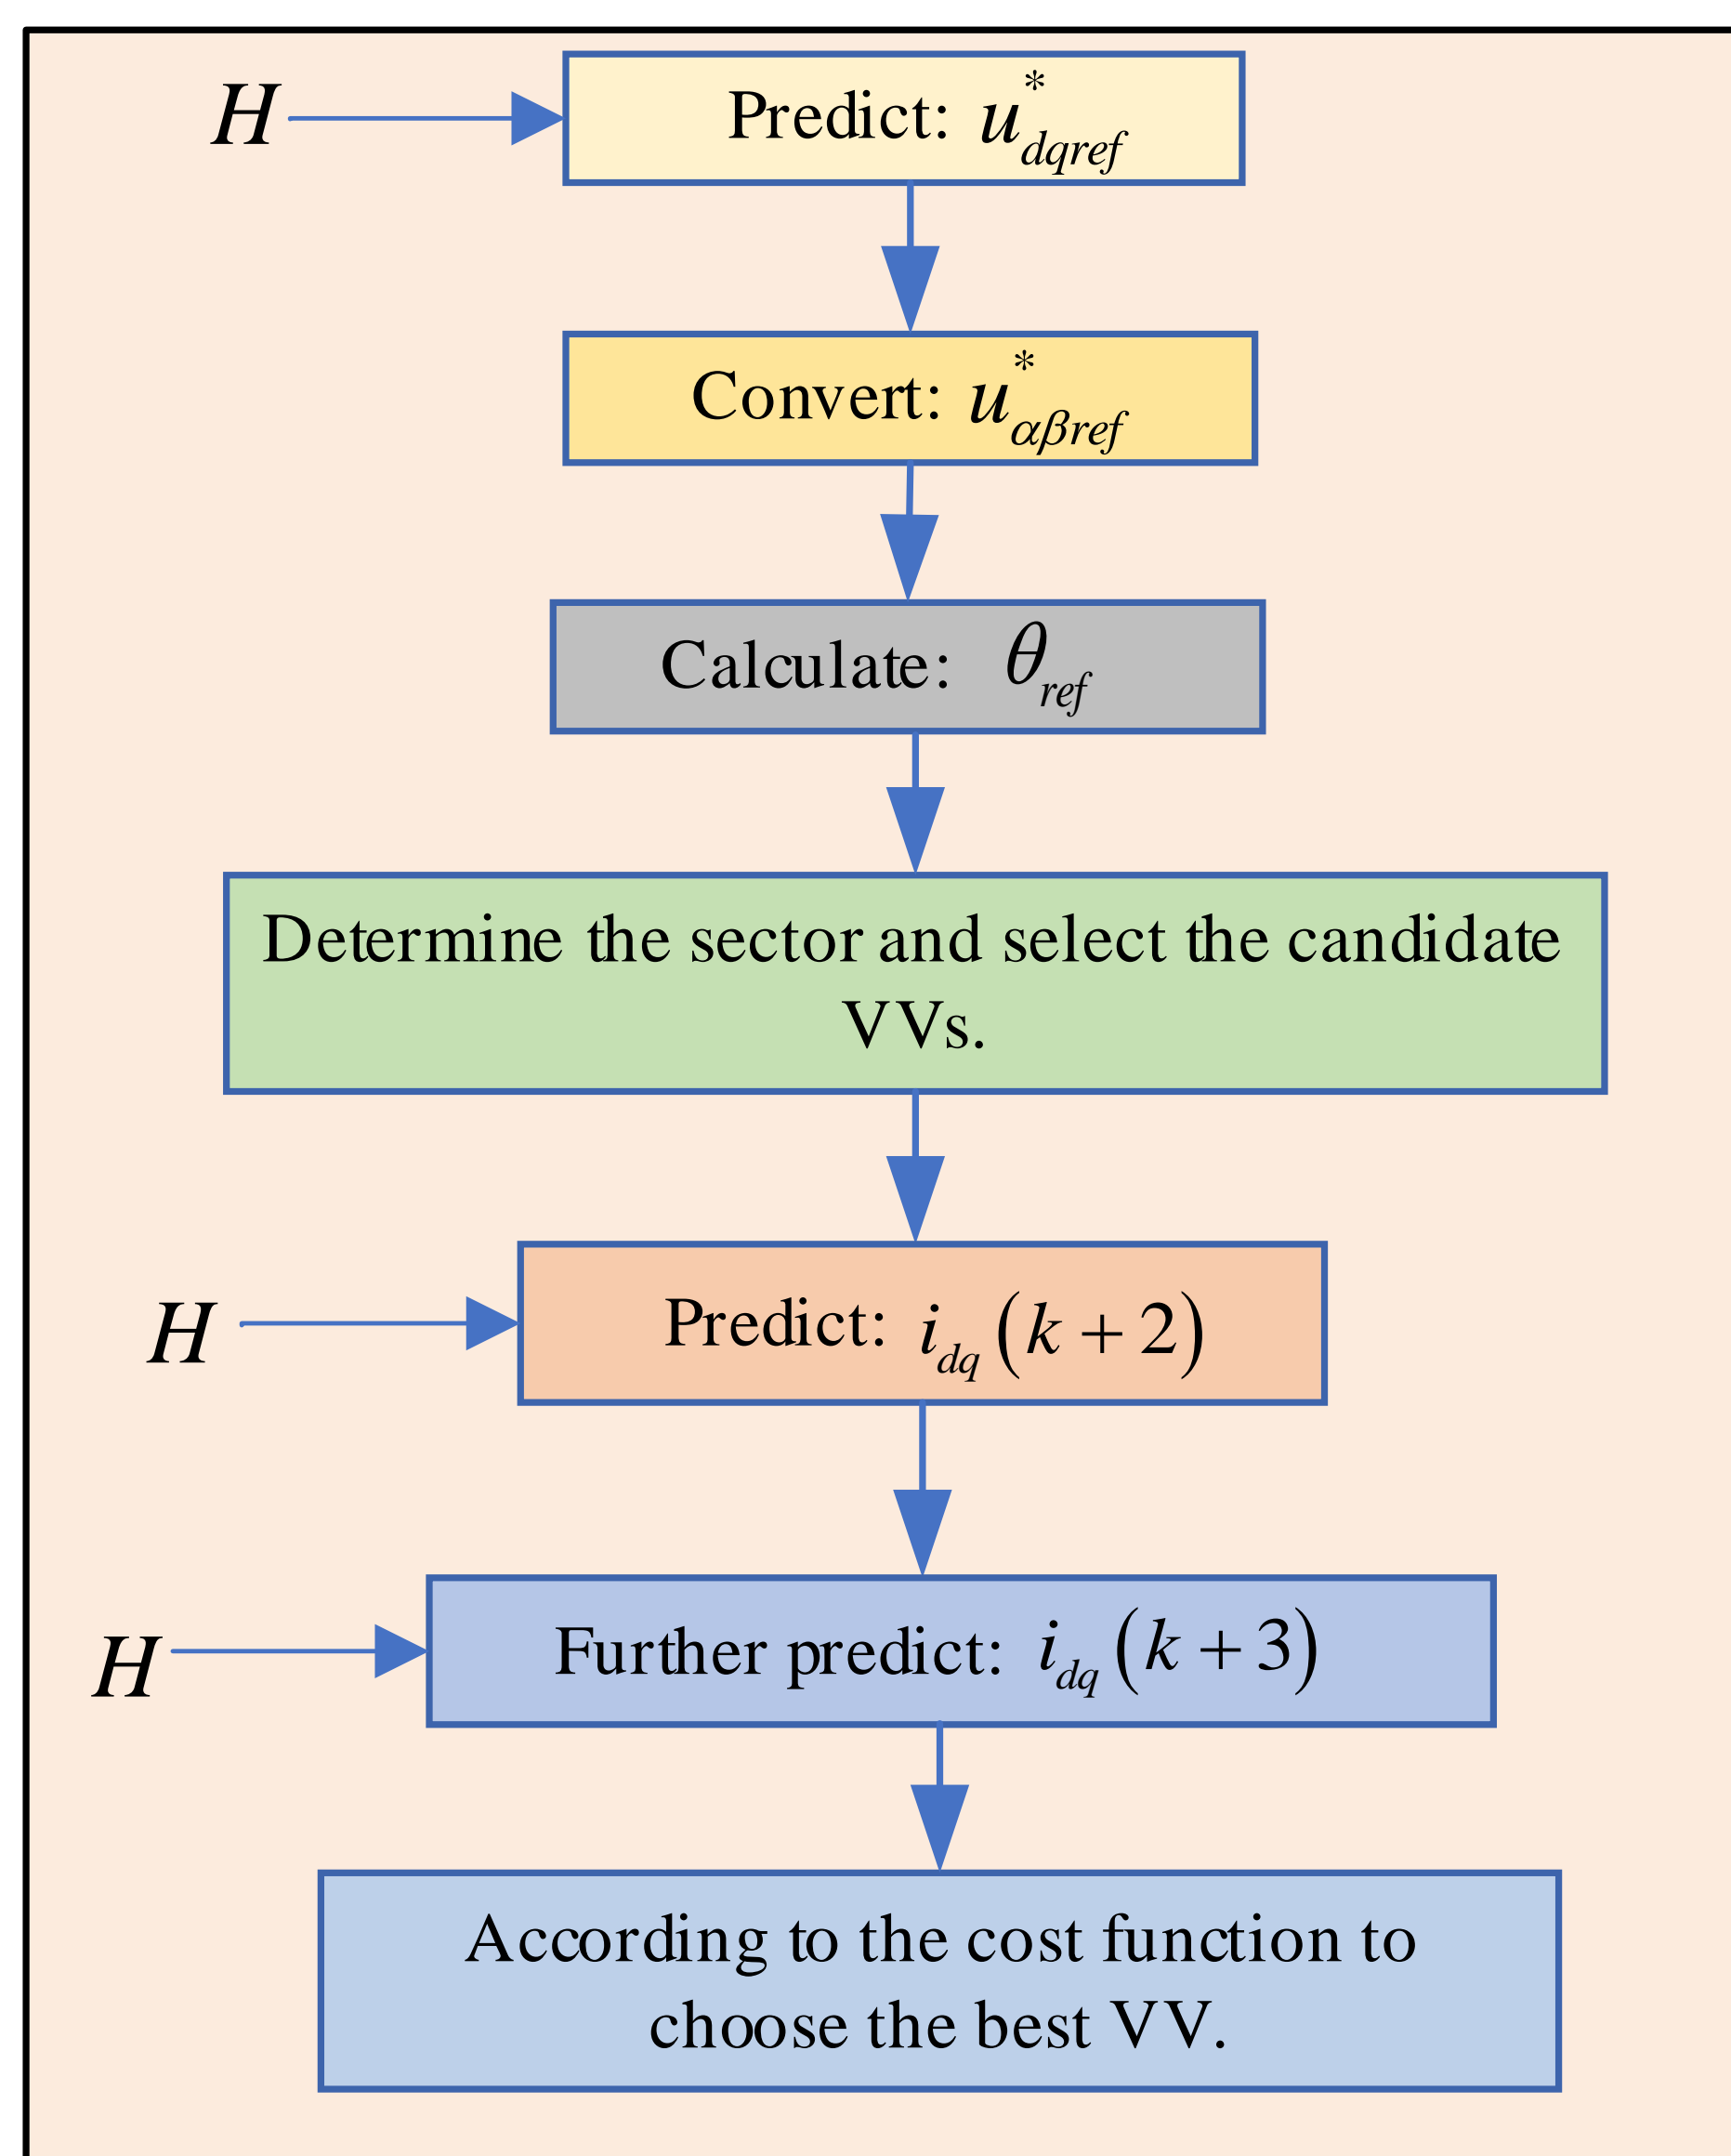 H
Predict: u*dqref
Convert: u*αβref
Calculate: θref
Determine the sector and select the candidate
VVs.
H
Predict: idq(k + 2)
H
Further predict: idq(k + 3)
According to the cost function to
choose the best VV.